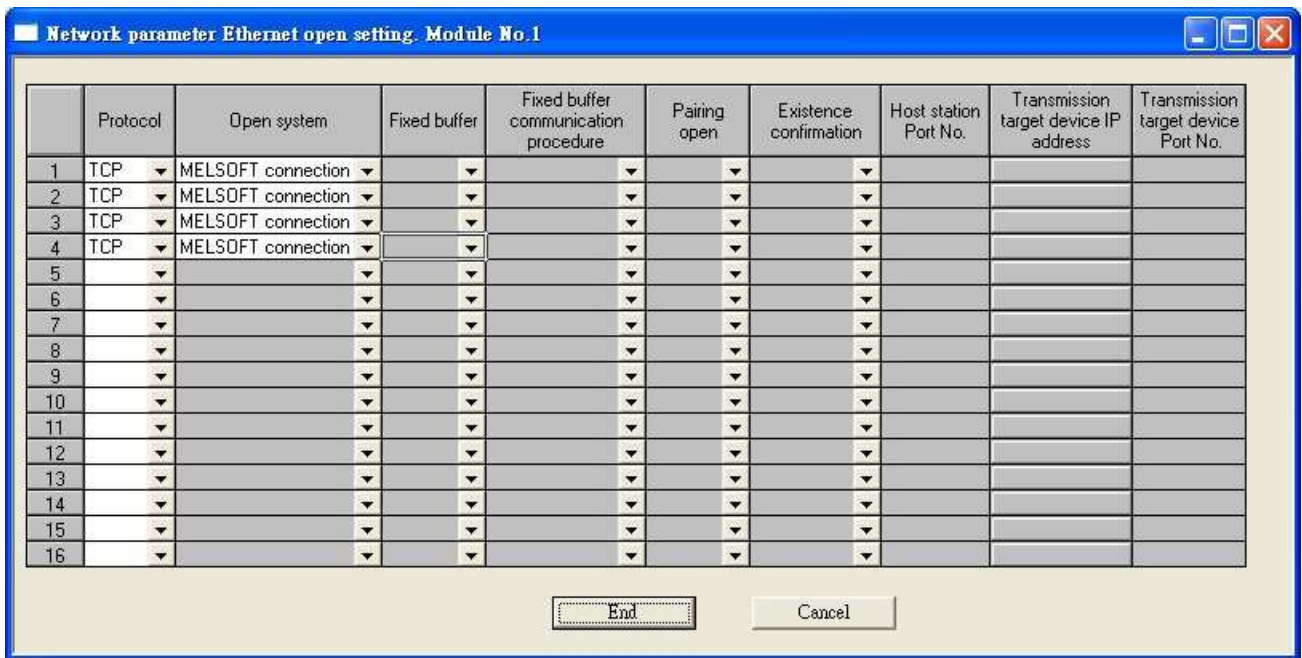 Network parameter Ethernet open setting. Module No.1
Protocol Open system Fixed buffer Fixed buffer communication procedure Pairing open Existence confirmation Host station Port No. Transmission target device IP address Transmission target device Port No.
1 TCP MELSOFT connection
2 TCP MELSOFT connection
3 TCP MELSOFT connection
4 TCP MELSOFT connection
5
6
7
8
9
10
11
12
13
14
15
16
End Cancel